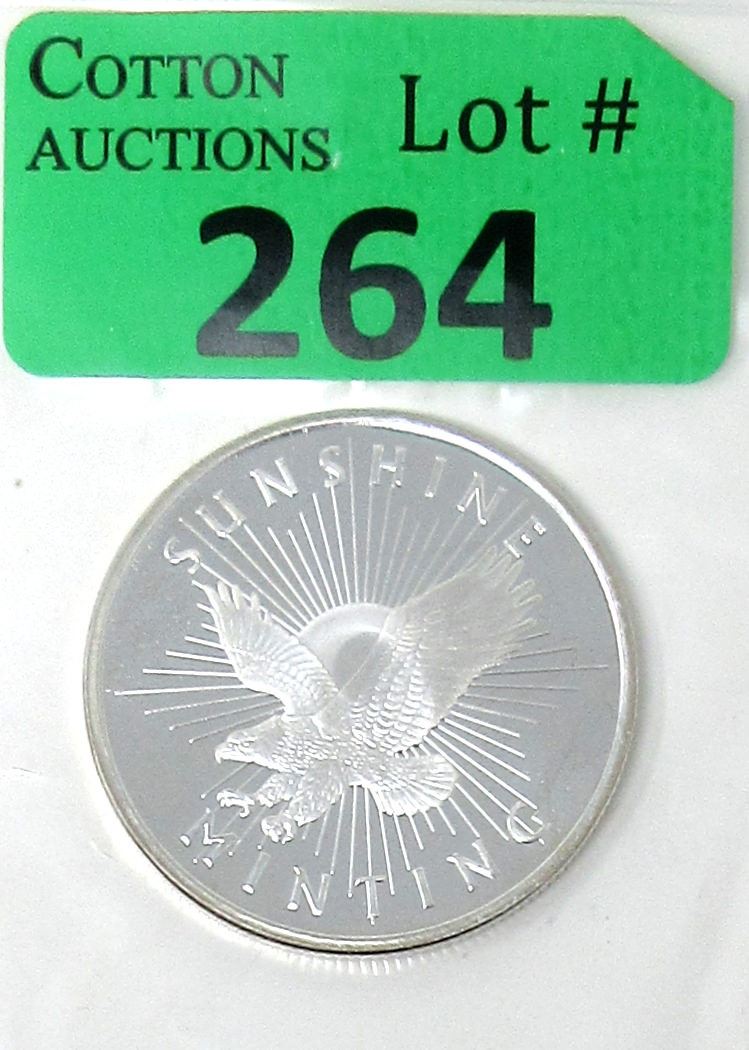 COTTON
AUCTIONS
Lot #
264
SUNSHINE
MINTING